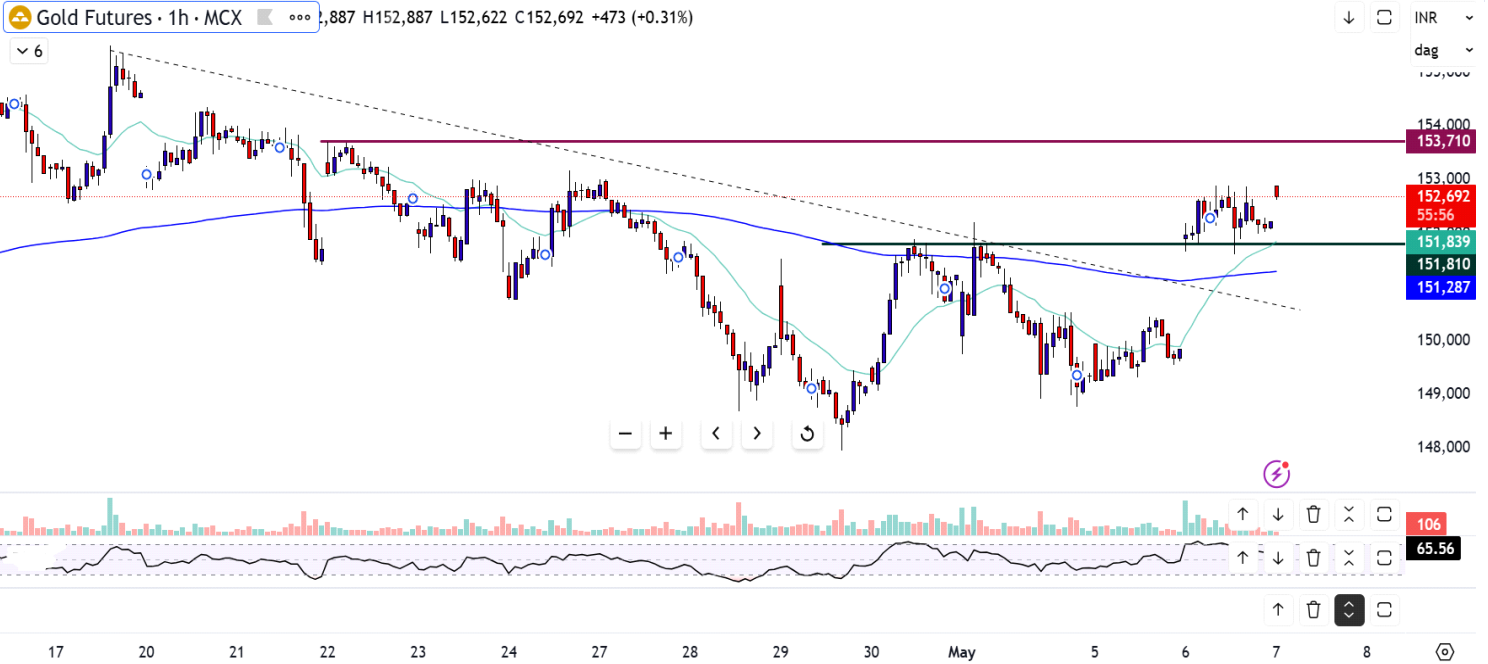 Gold Futures · 1h · MCX
,887 H152,887 L152,622 C152,692 +473 (+0.31%)
INR
6
dag
154,000
153,710
153,000
152,692
55:56
151,839
151,810
151,287
150,000
149,000
148,000
106
65.56
17 20 21 22 23 24 27 28 29 30 May 5 6 7 8